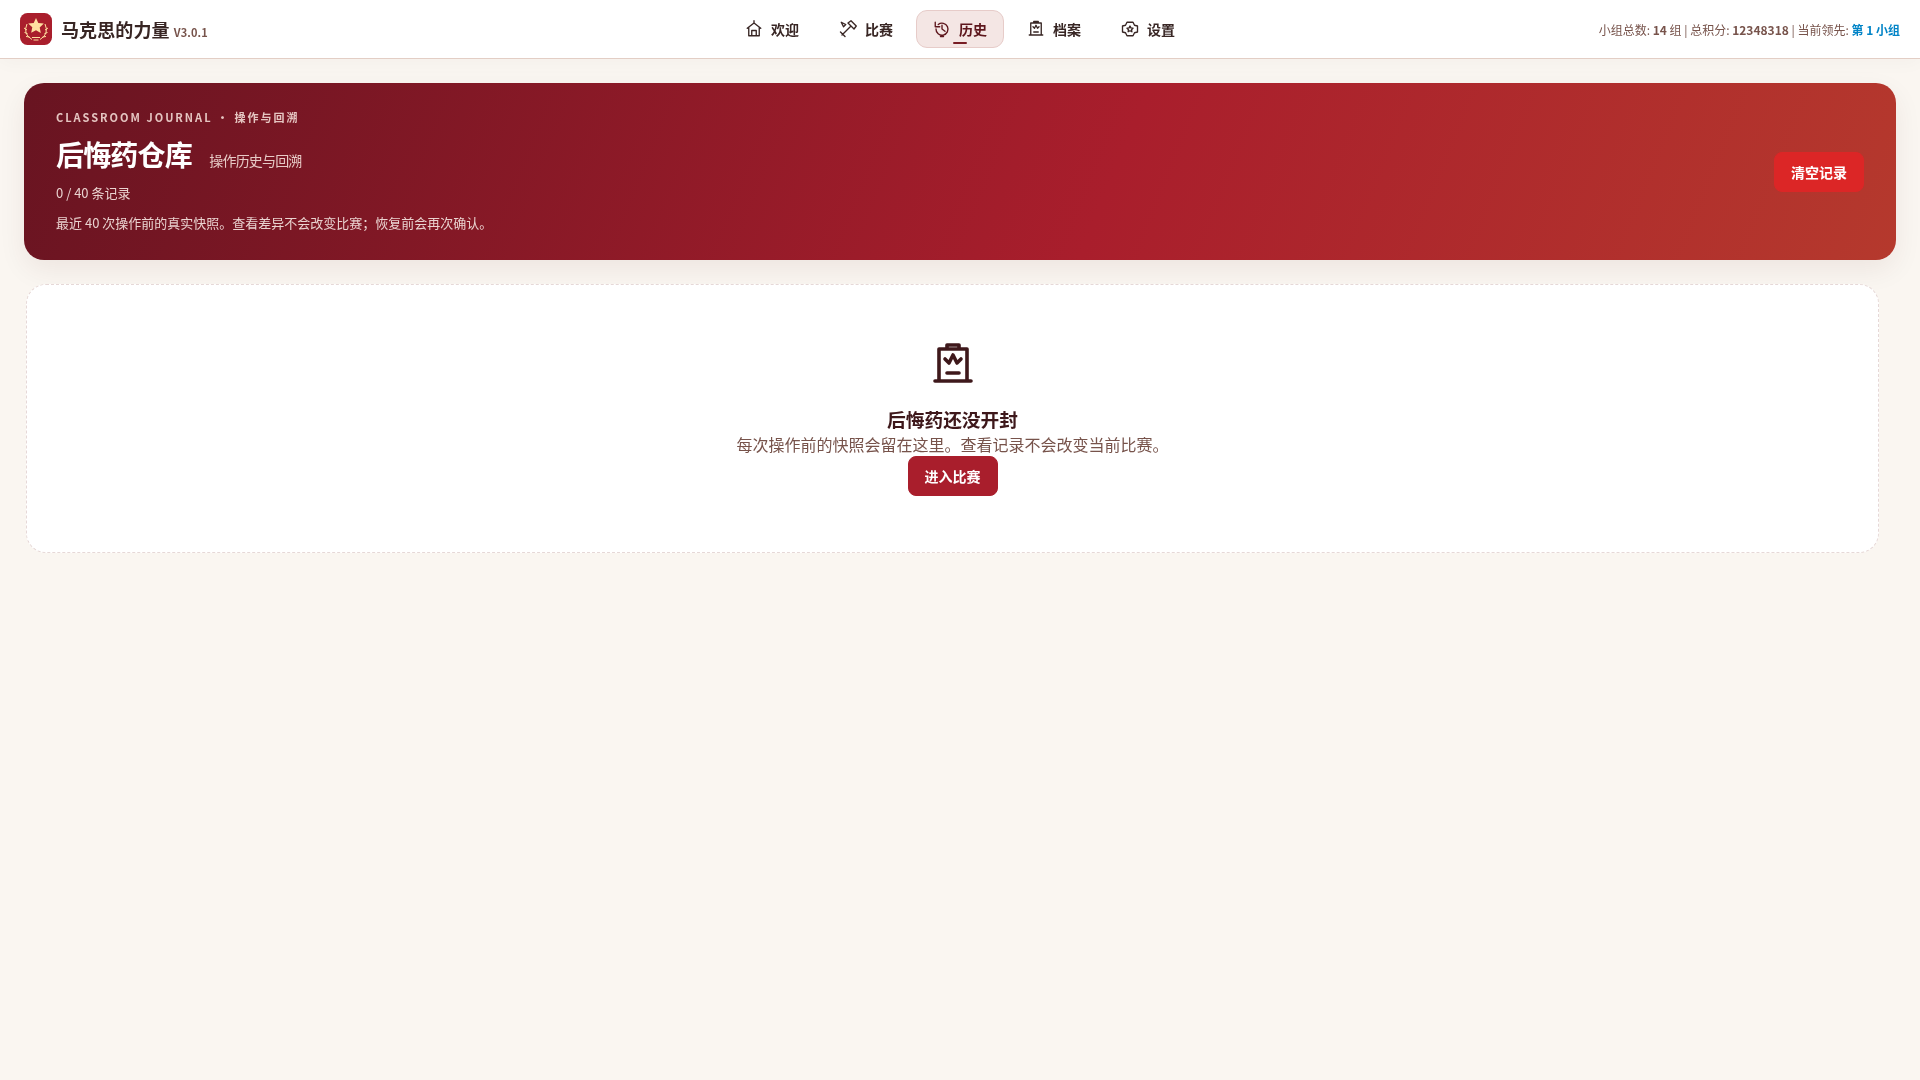 马克思的力量 V3.0.1
欢迎
比赛
历史
档案
设置
小组总数: 14 组 | 总积分: 12348318 | 当前领先: 第 1 小组
CLASSROOM JOURNAL · 操作与回溯
后悔药仓库 操作历史与回溯
0 / 40 条记录
最近 40 次操作前的真实快照。查看差异不会改变比赛；恢复前会再次确认。
清空记录
后悔药还没开封
每次操作前的快照会留在这里。查看记录不会改变当前比赛。
进入比赛